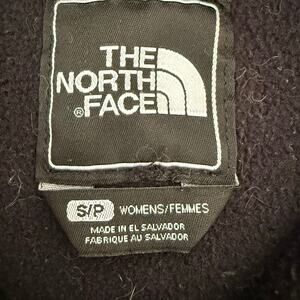 THE
NORTH
®FACE
S/P WOMENS/FEMMES
MADE IN EL SALVADOR
FABRIQUE AU SALVADOR